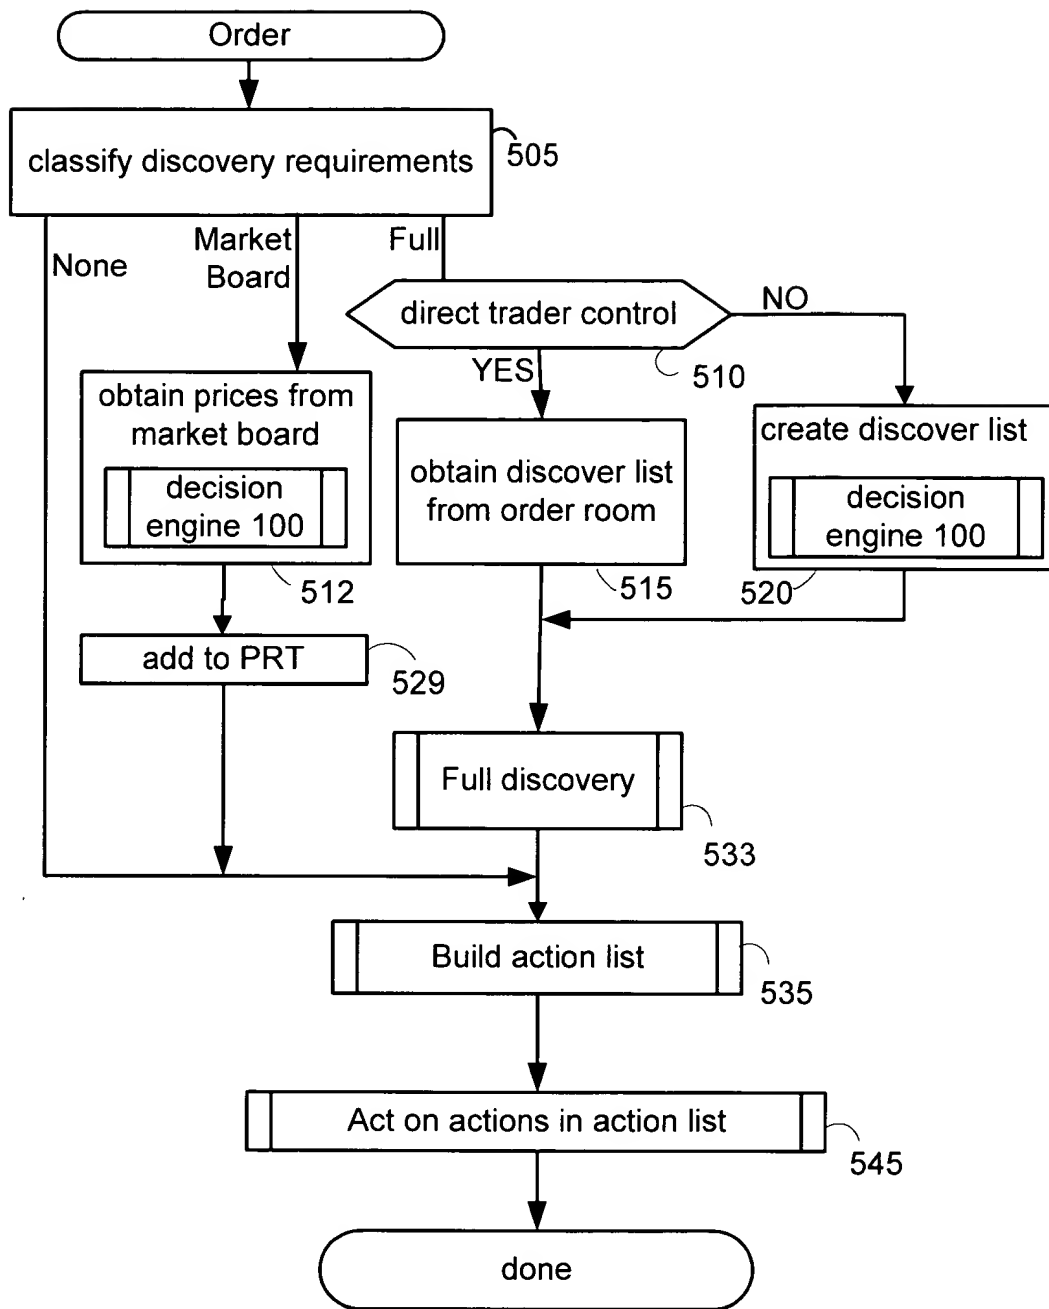 Order
classify discovery requirements
505
None
Market
Board
Full
direct trader control
NO
YES
510
obtain prices from
market board
decision
engine 100
512
obtain discover list
from order room
515
create discover list
decision
engine 100
520
add to PRT
529
Full discovery
533
Build action list
535
Act on actions in action list
545
done